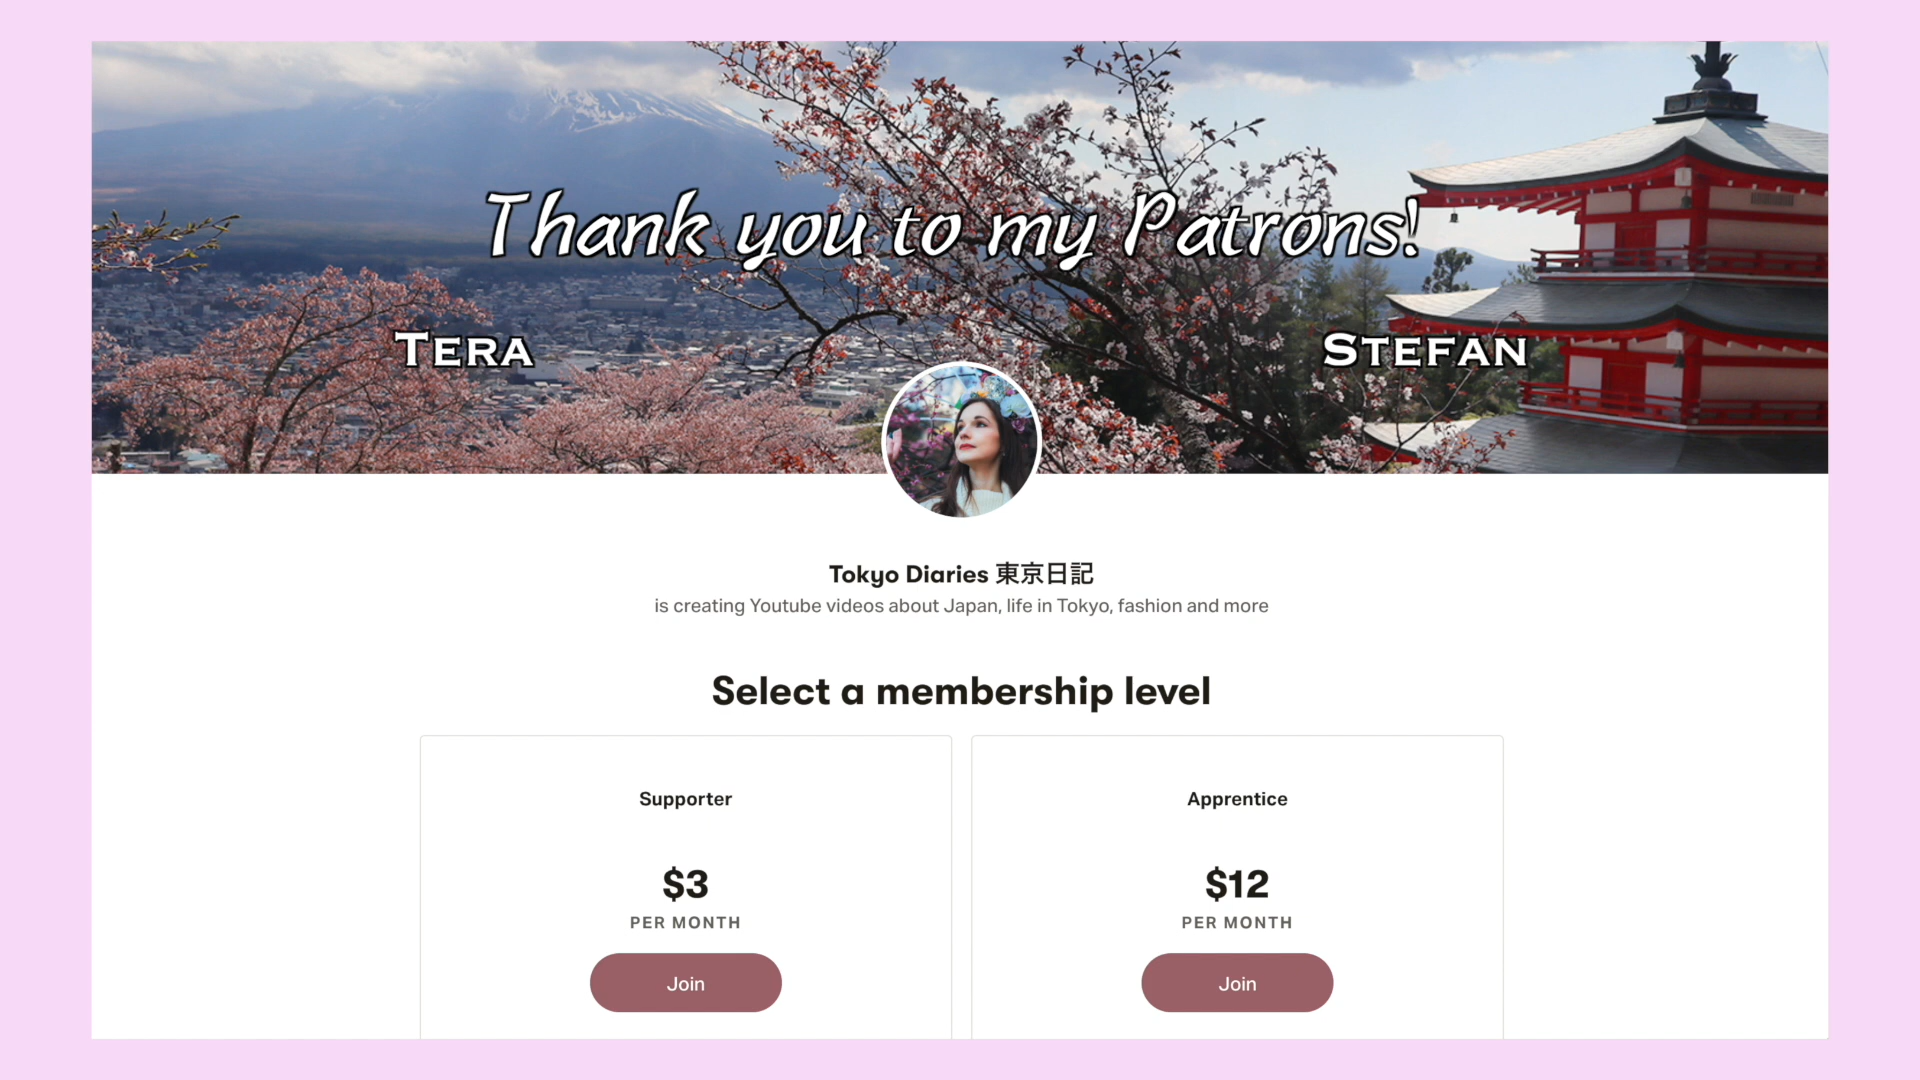 Thank you to my Patrons!
TERA
STEFAN
Tokyo Diaries 東京日記
is creating Youtube videos about Japan, life in Tokyo, fashion and more
Select a membership level
Supporter
$3
PER MONTH
Join
Apprentice
$12
PER MONTH
Join